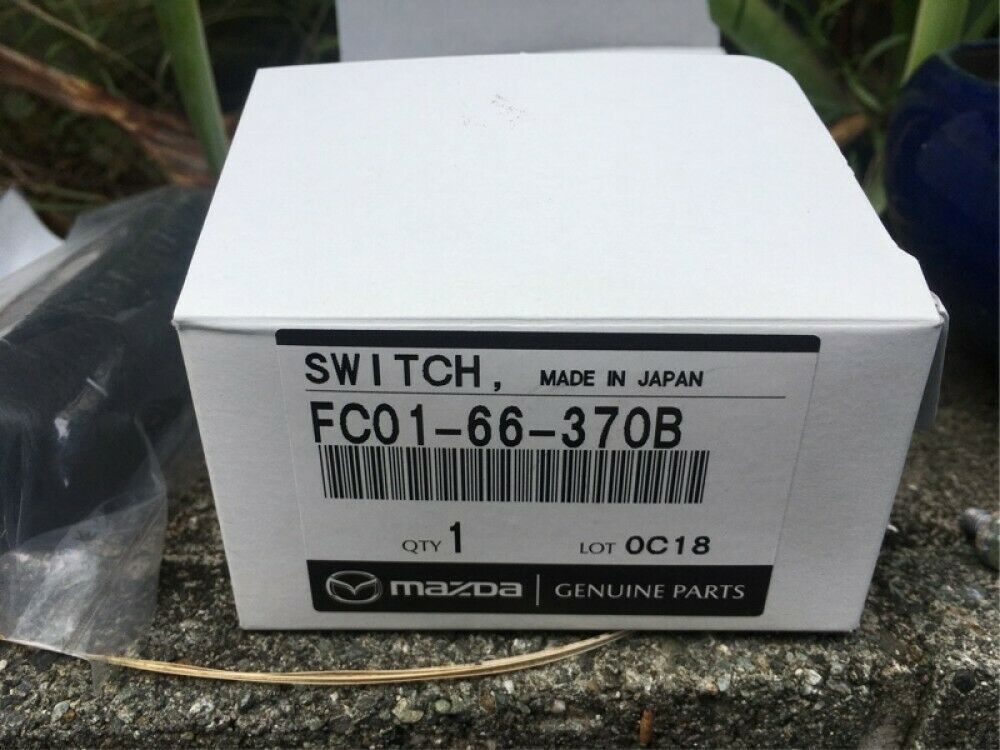 SWITCH, MADE IN JAPAN
FC01-66-370B
QTY 1 LOT 0C18
mazda | GENUINE PARTS